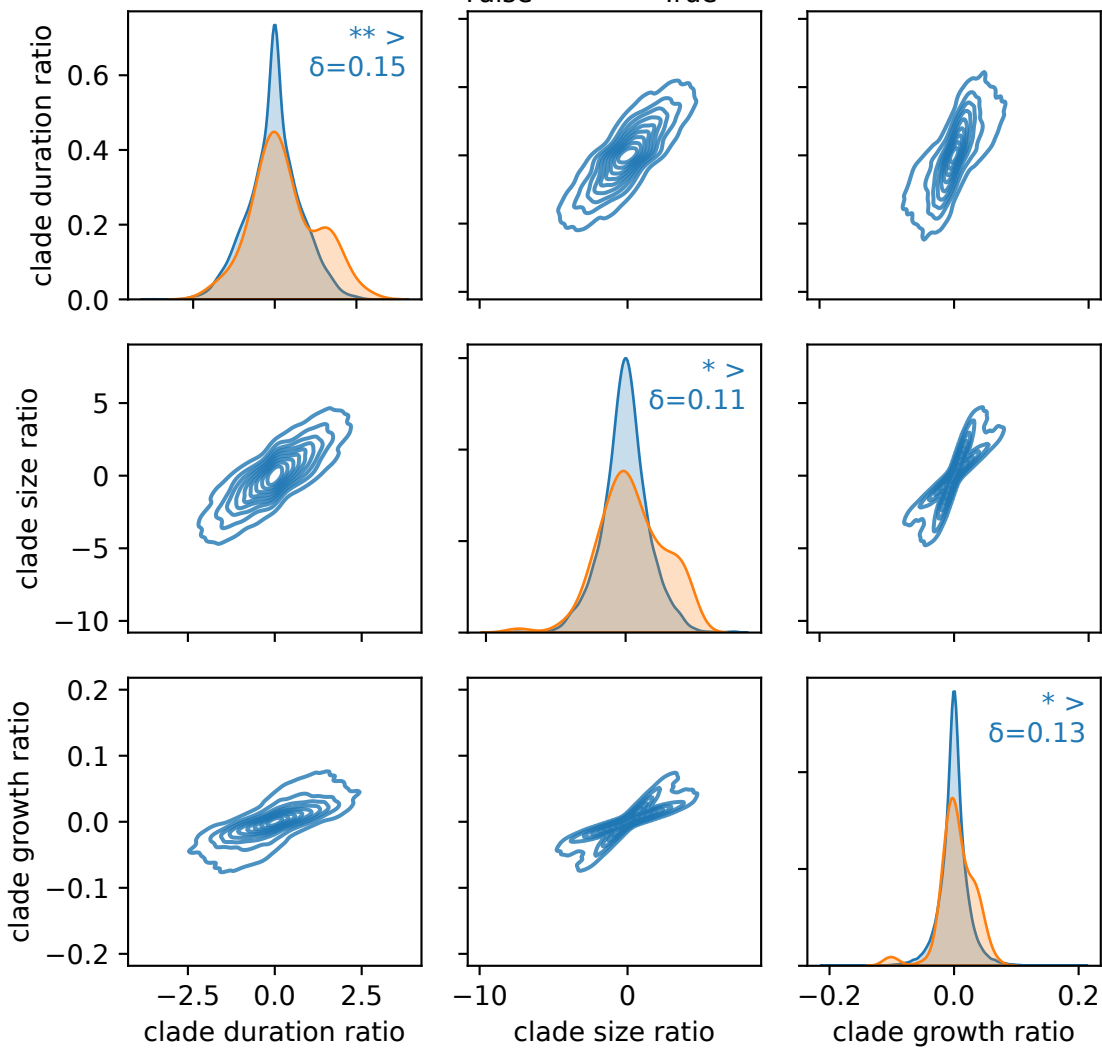 True
clade duration ratio
0.6
0.4
0.2
0.0
** >
δ=0.15
clade size ratio
5
0
−5
−10
* >
δ=0.11
clade growth ratio
0.2
0.1
0.0
−0.1
−0.2
* >
δ=0.13
−2.5 0.0 2.5
−10 0
−0.2 0.0 0.2
clade duration ratio
clade size ratio
clade growth ratio